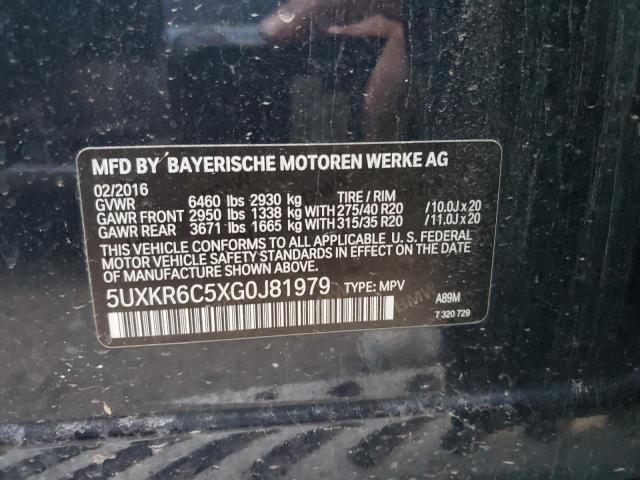 MFD BY BAYERISCHE MOTOREN WERKE AG
02/2016
GVWR 6460 lbs 2930 kg TIRE / RIM
GAWR FRONT 2950 lbs 1338 kg WITH 275/40 R20 / 10.0J x 20
GAWR REAR 3671 lbs 1665 kg WITH 315/35 R20 / 11.0J x 20
THIS VEHICLE CONFORMS TO ALL APPLICABLE U. S. FEDERAL
MOTOR VEHICLE SAFETY STANDARDS IN EFFECT ON THE DATE
OF MANUFACTURE SHOWN ABOVE.
5UXKR6C5XG0J81979 TYPE: MPV
A89M
7 320 729